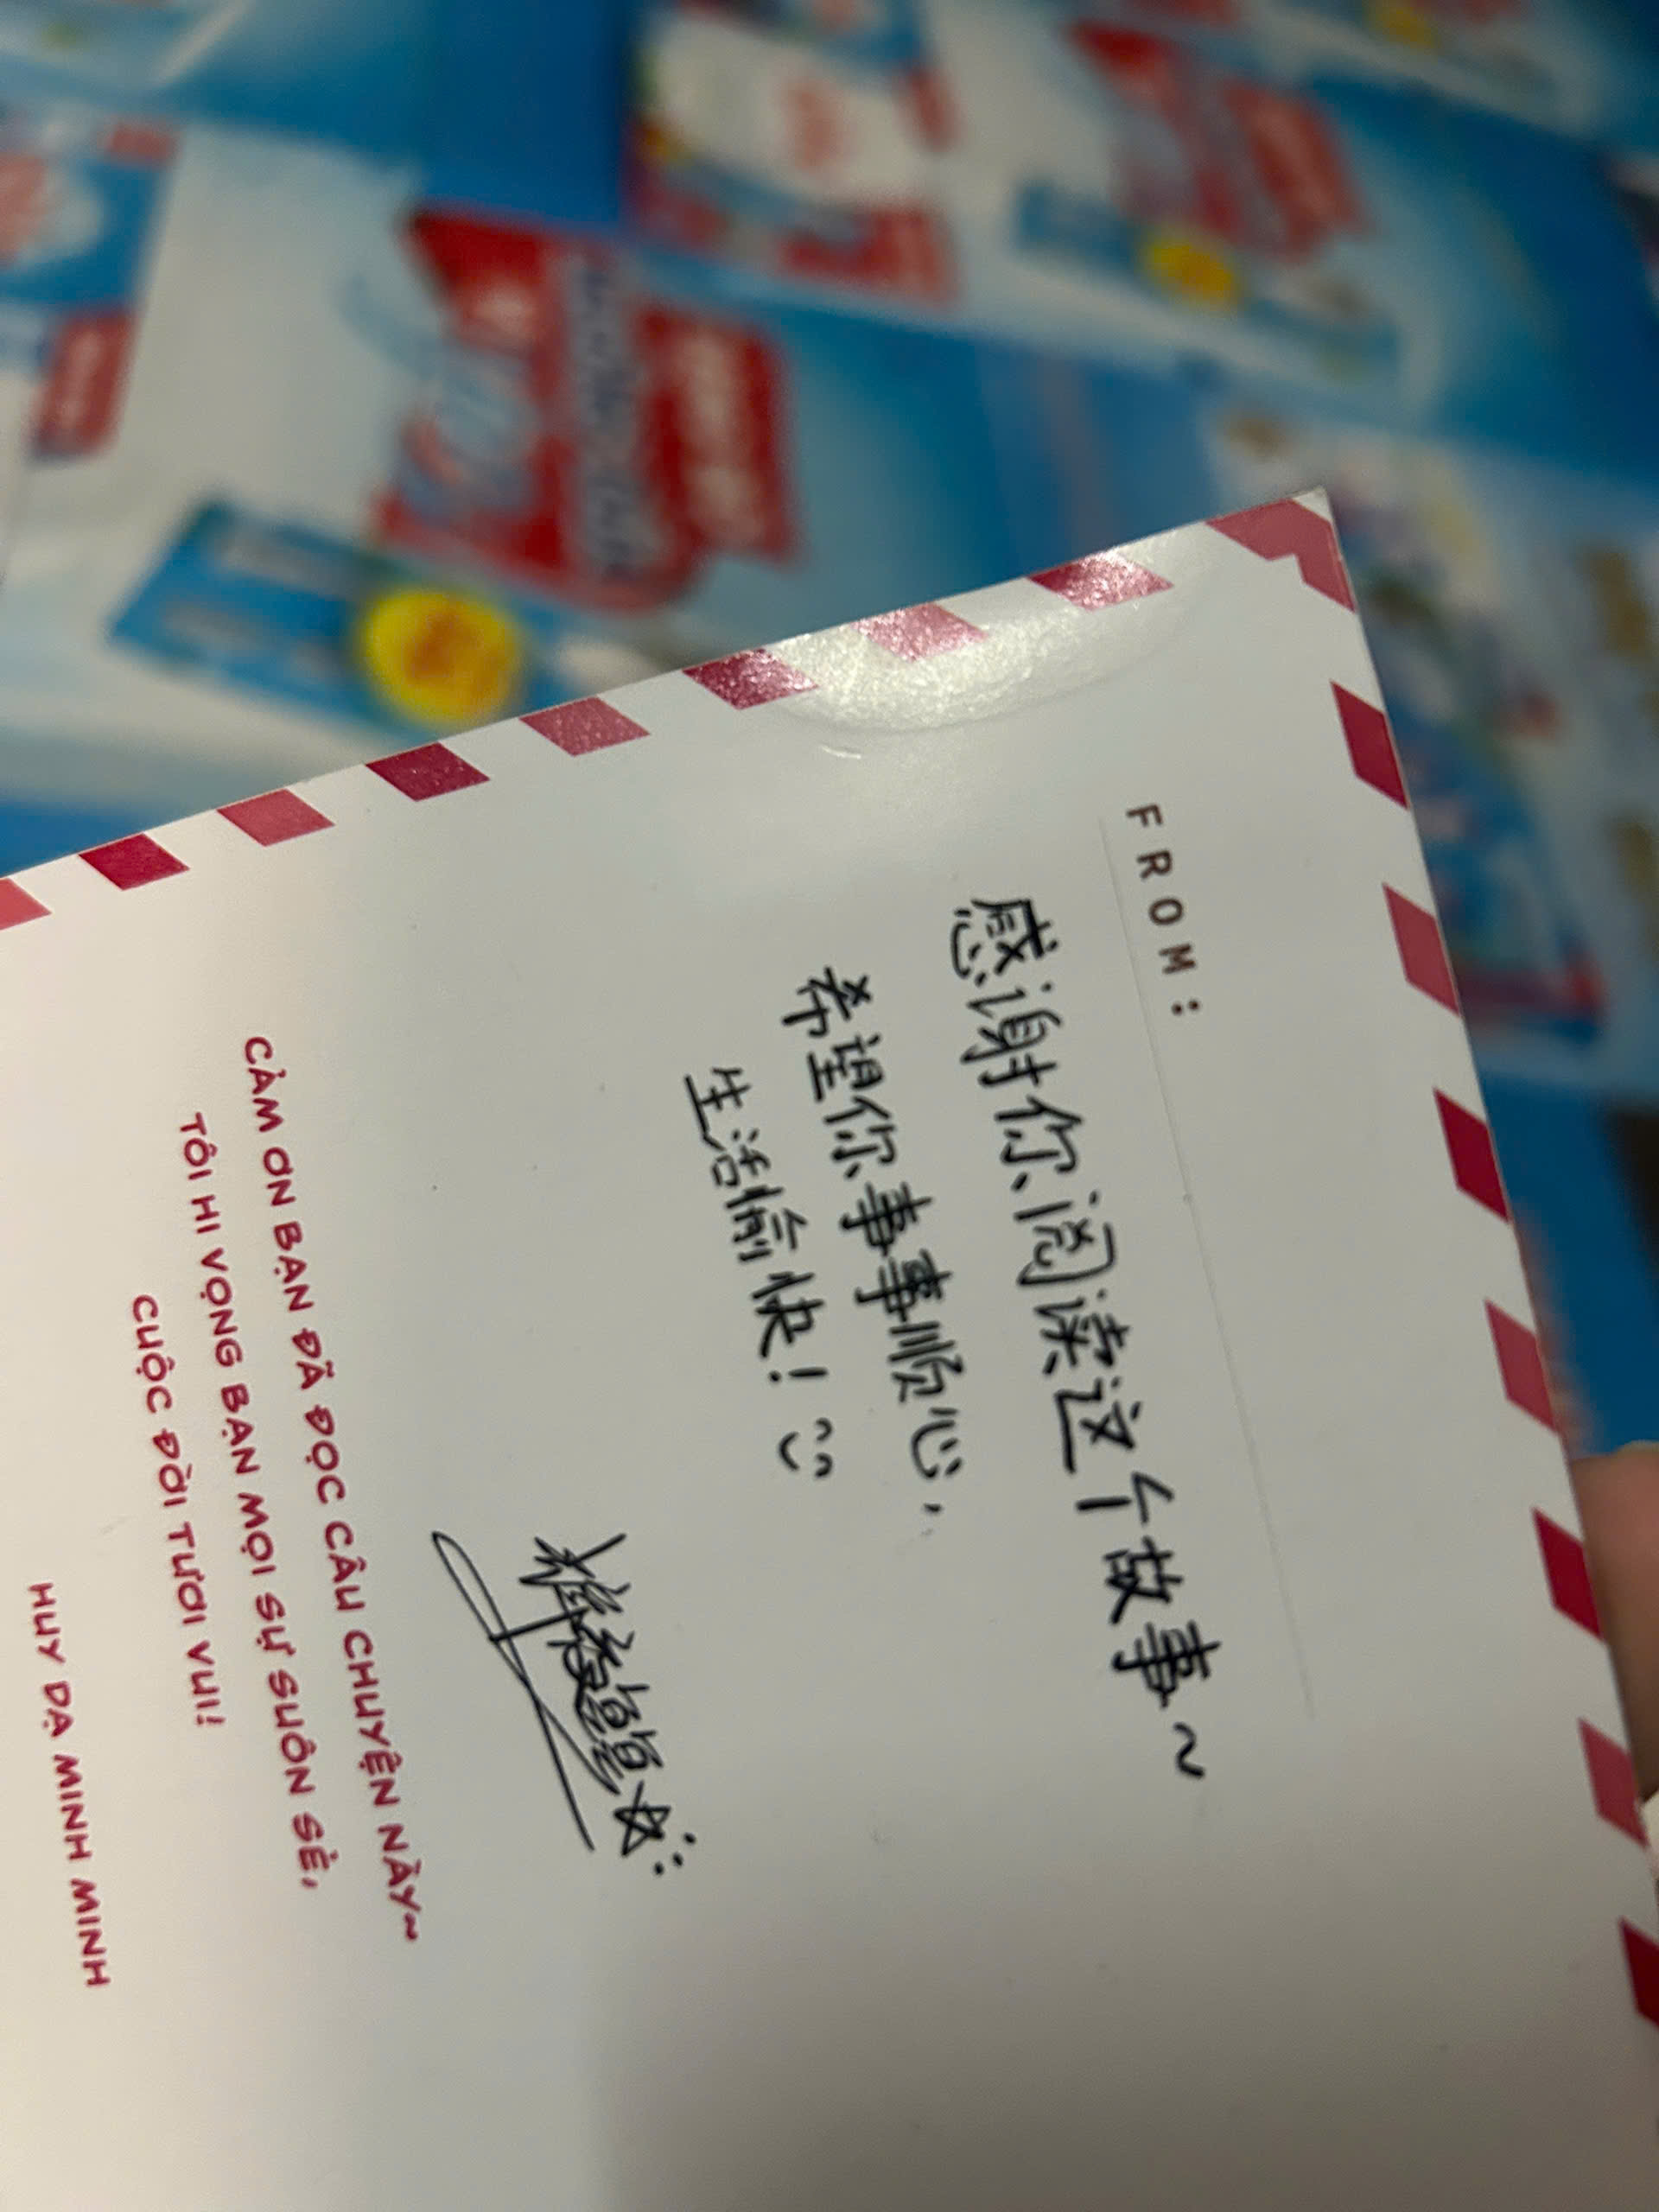 FROM:
感谢你阅读这个故事~
希望你事事顺心，
生活愉快！
CẢM ƠN BẠN ĐÃ ĐỌC CÂU CHUYỆN NÀY~
TÔI HI VỌNG BẠN MỌI SỰ SUÔN SẺ,
CUỘC ĐỜI TƯƠI VUI!
HUY DẠ MINH MINH